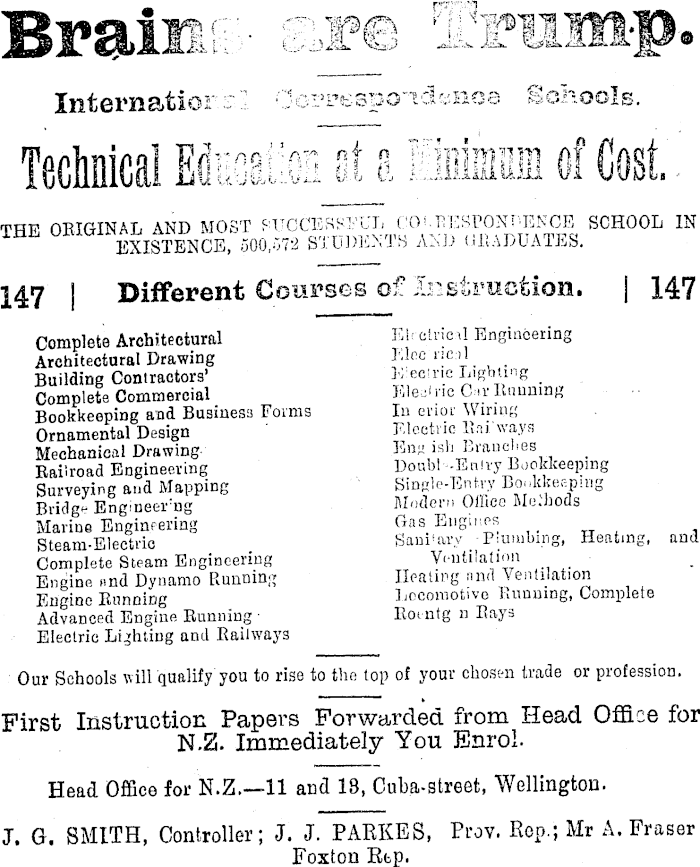 Brains are Trump.
International Correspondence Schools.
Technical Education at a Minimum of Cost.
THE ORIGINAL AND MOST SUCCESSFUL CORRESPONDENCE SCHOOL IN
EXISTENCE, 500,572 STUDENTS AND GRADUATES.
147 | Different Courses of Instruction. | 147
Complete Architectural
Architectural Drawing
Building Contractors'
Complete Commercial
Bookkeeping and Business Forms
Ornamental Design
Mechanical Drawing
Railroad Engineering
Surveying and Mapping
Bridge Engineering
Marine Engineering
Steam-Electric
Complete Steam Engineering
Engine and Dynamo Running
Engine Running
Advanced Engine Running
Electric Lighting and Railways
Electrical Engineering
Electrical
Electric Lighting
Electric Car Running
Interior Wiring
Electric Railways
English Branches
Double-Entry Bookkeeping
Single-Entry Bookkeeping
Modern Office Methods
Gas Engines
Sanitary Plumbing, Heating, and
Ventilation
Heating and Ventilation
Locomotive Running, Complete
Roentgen Rays
Our Schools will qualify you to rise to the top of your chosen trade or profession.
First Instruction Papers Forwarded from Head Office for
N.Z. Immediately You Enrol.
Head Office for N.Z.—11 and 13, Cuba-street, Wellington.
J. G. SMITH, Controller; J. J. PARKES, Prov. Rep.; Mr A. Fraser
Foxton Rep.